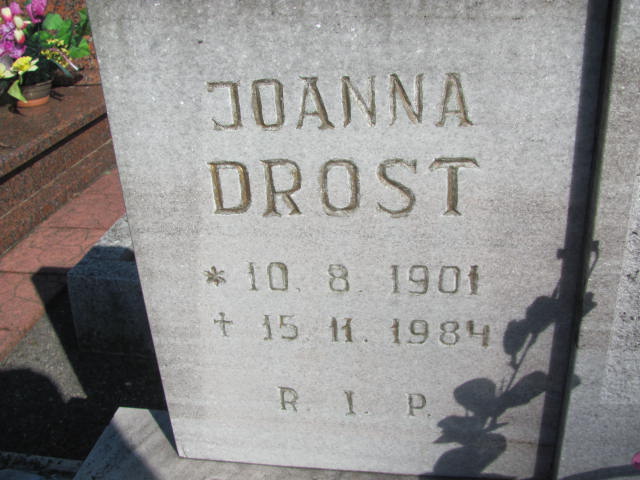 JOANNA
DROST
* 10. 8. 1901
† 15. 11. 1984
R. I. P.